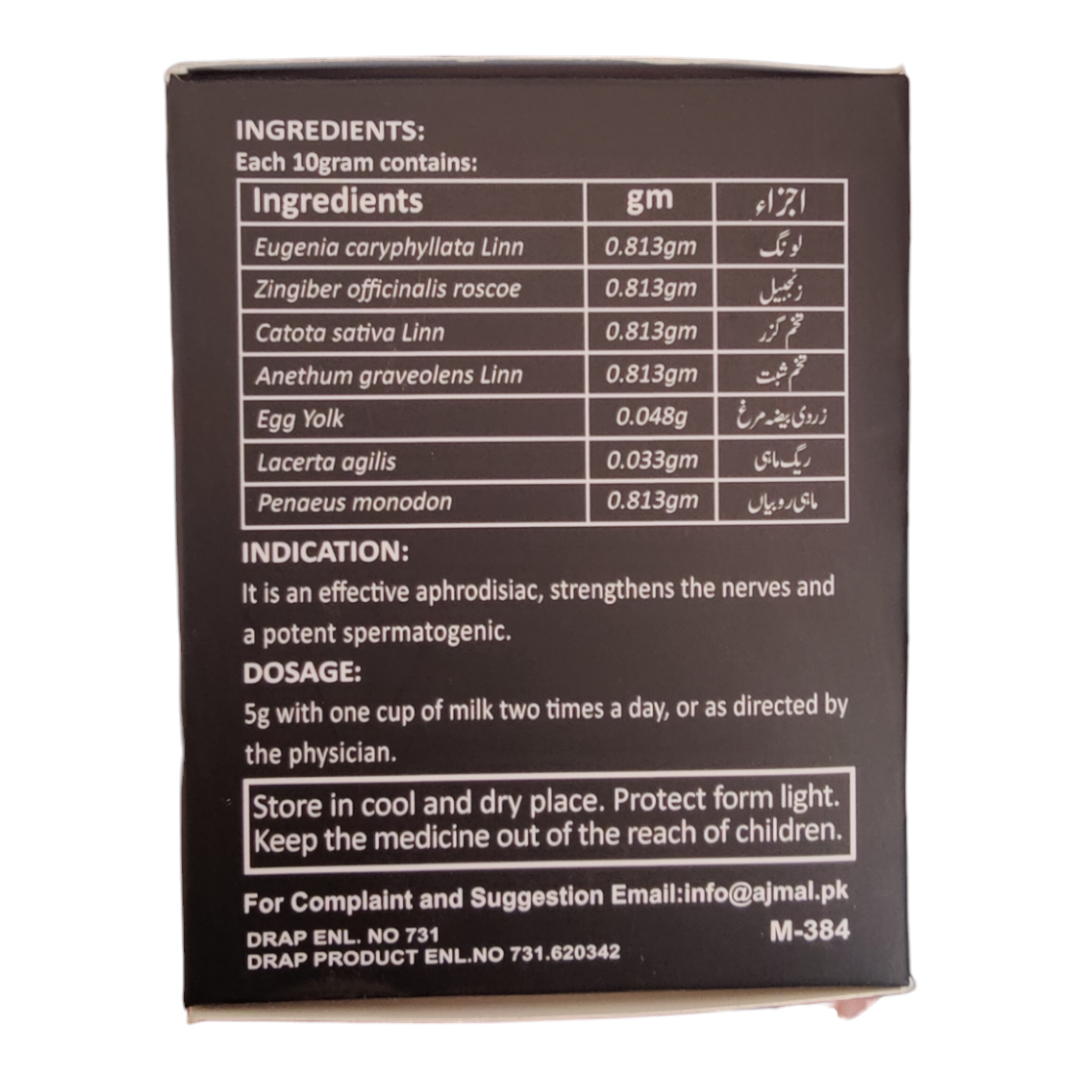 INGREDIENTS:
Each 10gram contains:
Ingredients gm اجزاء
Eugenia caryphyllata Linn 0.813gm لونگ
Zingiber officinalis roscoe 0.813gm زنجبیل
Catota sativa Linn 0.813gm تخم گزر
Anethum graveolens Linn 0.813gm تخم شبت
Egg Yolk 0.048g زردی بیضہ مرغ
Lacerta agilis 0.033gm ریگ ماہی
Penaeus monodon 0.813gm ماہی روبیاں
INDICATION:
It is an effective aphrodisiac, strengthens the nerves and
a potent spermatogenic.
DOSAGE:
5g with one cup of milk two times a day, or as directed by
the physician.
Store in cool and dry place. Protect form light.
Keep the medicine out of the reach of children.
For Complaint and Suggestion Email:info@ajmal.pk
DRAP ENL. NO 731 M-384
DRAP PRODUCT ENL.NO 731.620342